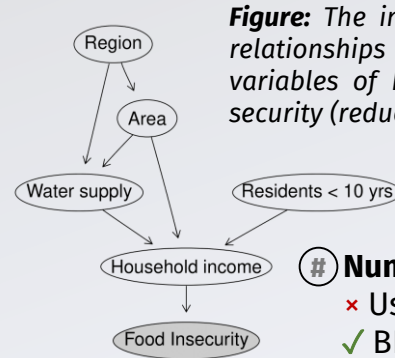 Figure: The in
relationships
variables of
security (redu
Region
Area
Water supply
Residents < 10 yrs
Household income
# Num
× Us
✓ B
Food Insecurity